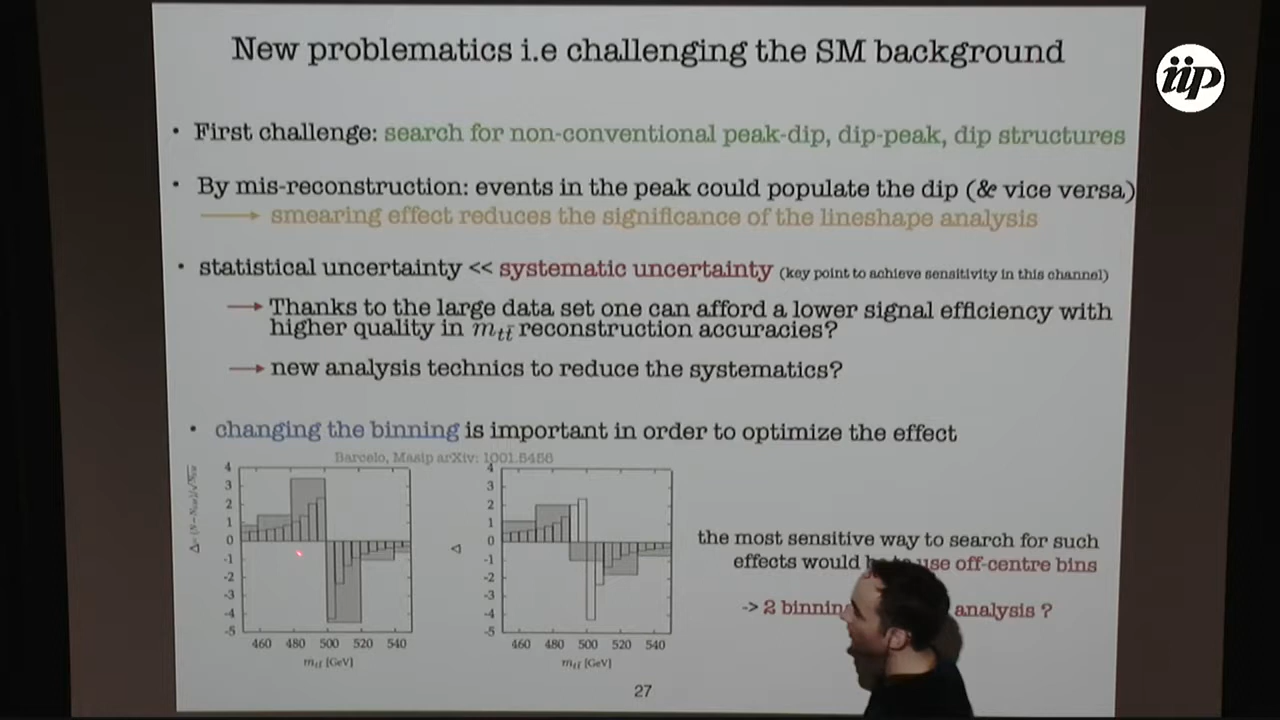 New problematics i.e challenging the SM background
iip
• First challenge: search for non-conventional peak-dip, dip-peak, dip structures
• By mis-reconstruction: events in the peak could populate the dip (& vice versa)
smearing effect reduces the significance of the lineshape analysis
• statistical uncertainty << systematic uncertainty (key point to achieve sensitivity in this channel)
Thanks to the large data set one can afford a lower signal efficiency with
higher quality in m_{tt̄} reconstruction accuracies?
new analysis technics to reduce the systematics?
• changing the binning is important in order to optimize the effect
Barcelo, Masip arXiv: 1001.5456
4
3
2
1
0
-1
-2
-3
-4
-5
460 480 500 520 540
m_{tt̄} [GeV]
Δ
4
3
2
1
0
-1
-2
-3
-4
-5
460 480 500 520 540
m_{tt̄} [GeV]
the most sensitive way to search for such
effects would use off-centre bins
-> 2 analysis ?
27